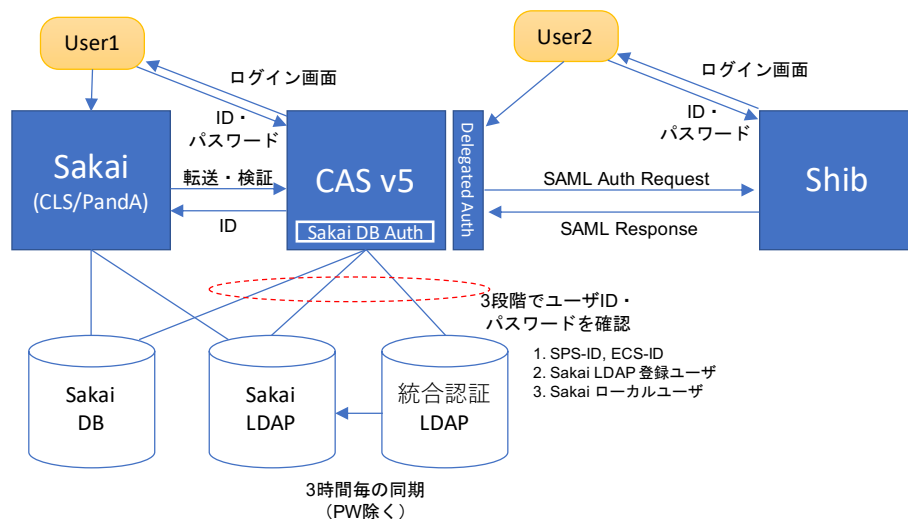 User1
User2
ログイン画面
ログイン画面
ID・
パスワード
ID・
パスワード
Sakai
(CLS/PandA)
転送・検証
ID
CAS v5
Sakai DB Auth
Delegated Auth
SAML Auth Request
SAML Response
Shib
3段階でユーザID・
パスワードを確認
1. SPS-ID, ECS-ID
2. Sakai LDAP 登録ユーザ
3. Sakai ローカルユーザ
Sakai
DB
Sakai
LDAP
統合認証
LDAP
3時間毎の同期
（PW除く）